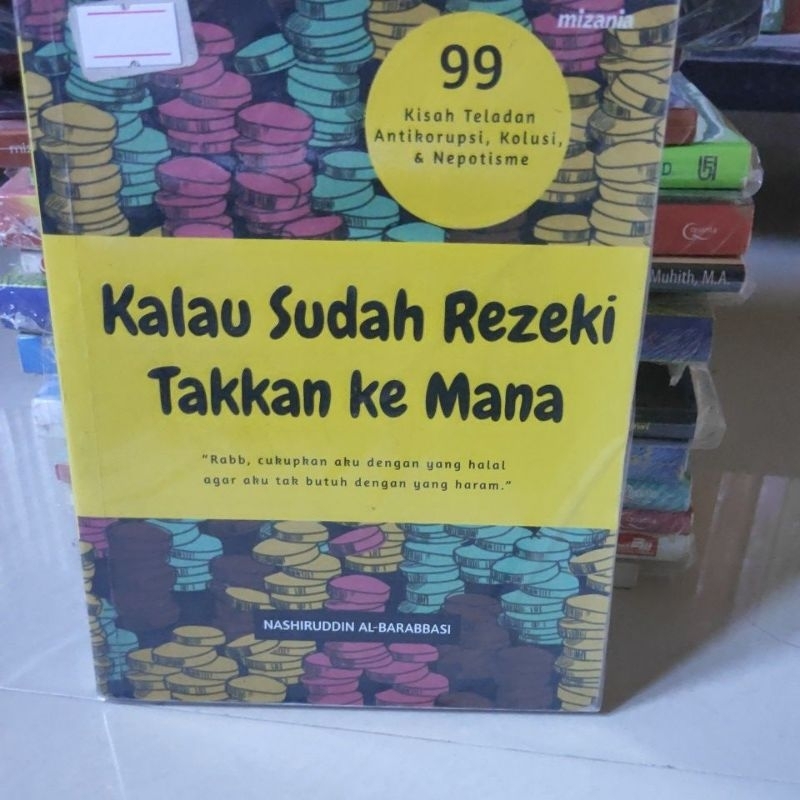 mizania
99
Kisah Teladan
Antikorupsi, Kolusi,
& Nepotisme
Kalau Sudah Rezeki
Takkan ke Mana
"Rabb, cukupkan aku dengan yang halal
agar aku tak butuh dengan yang haram."
NASHIRUDDIN AL-BARABBASI
Muhith, M.A.